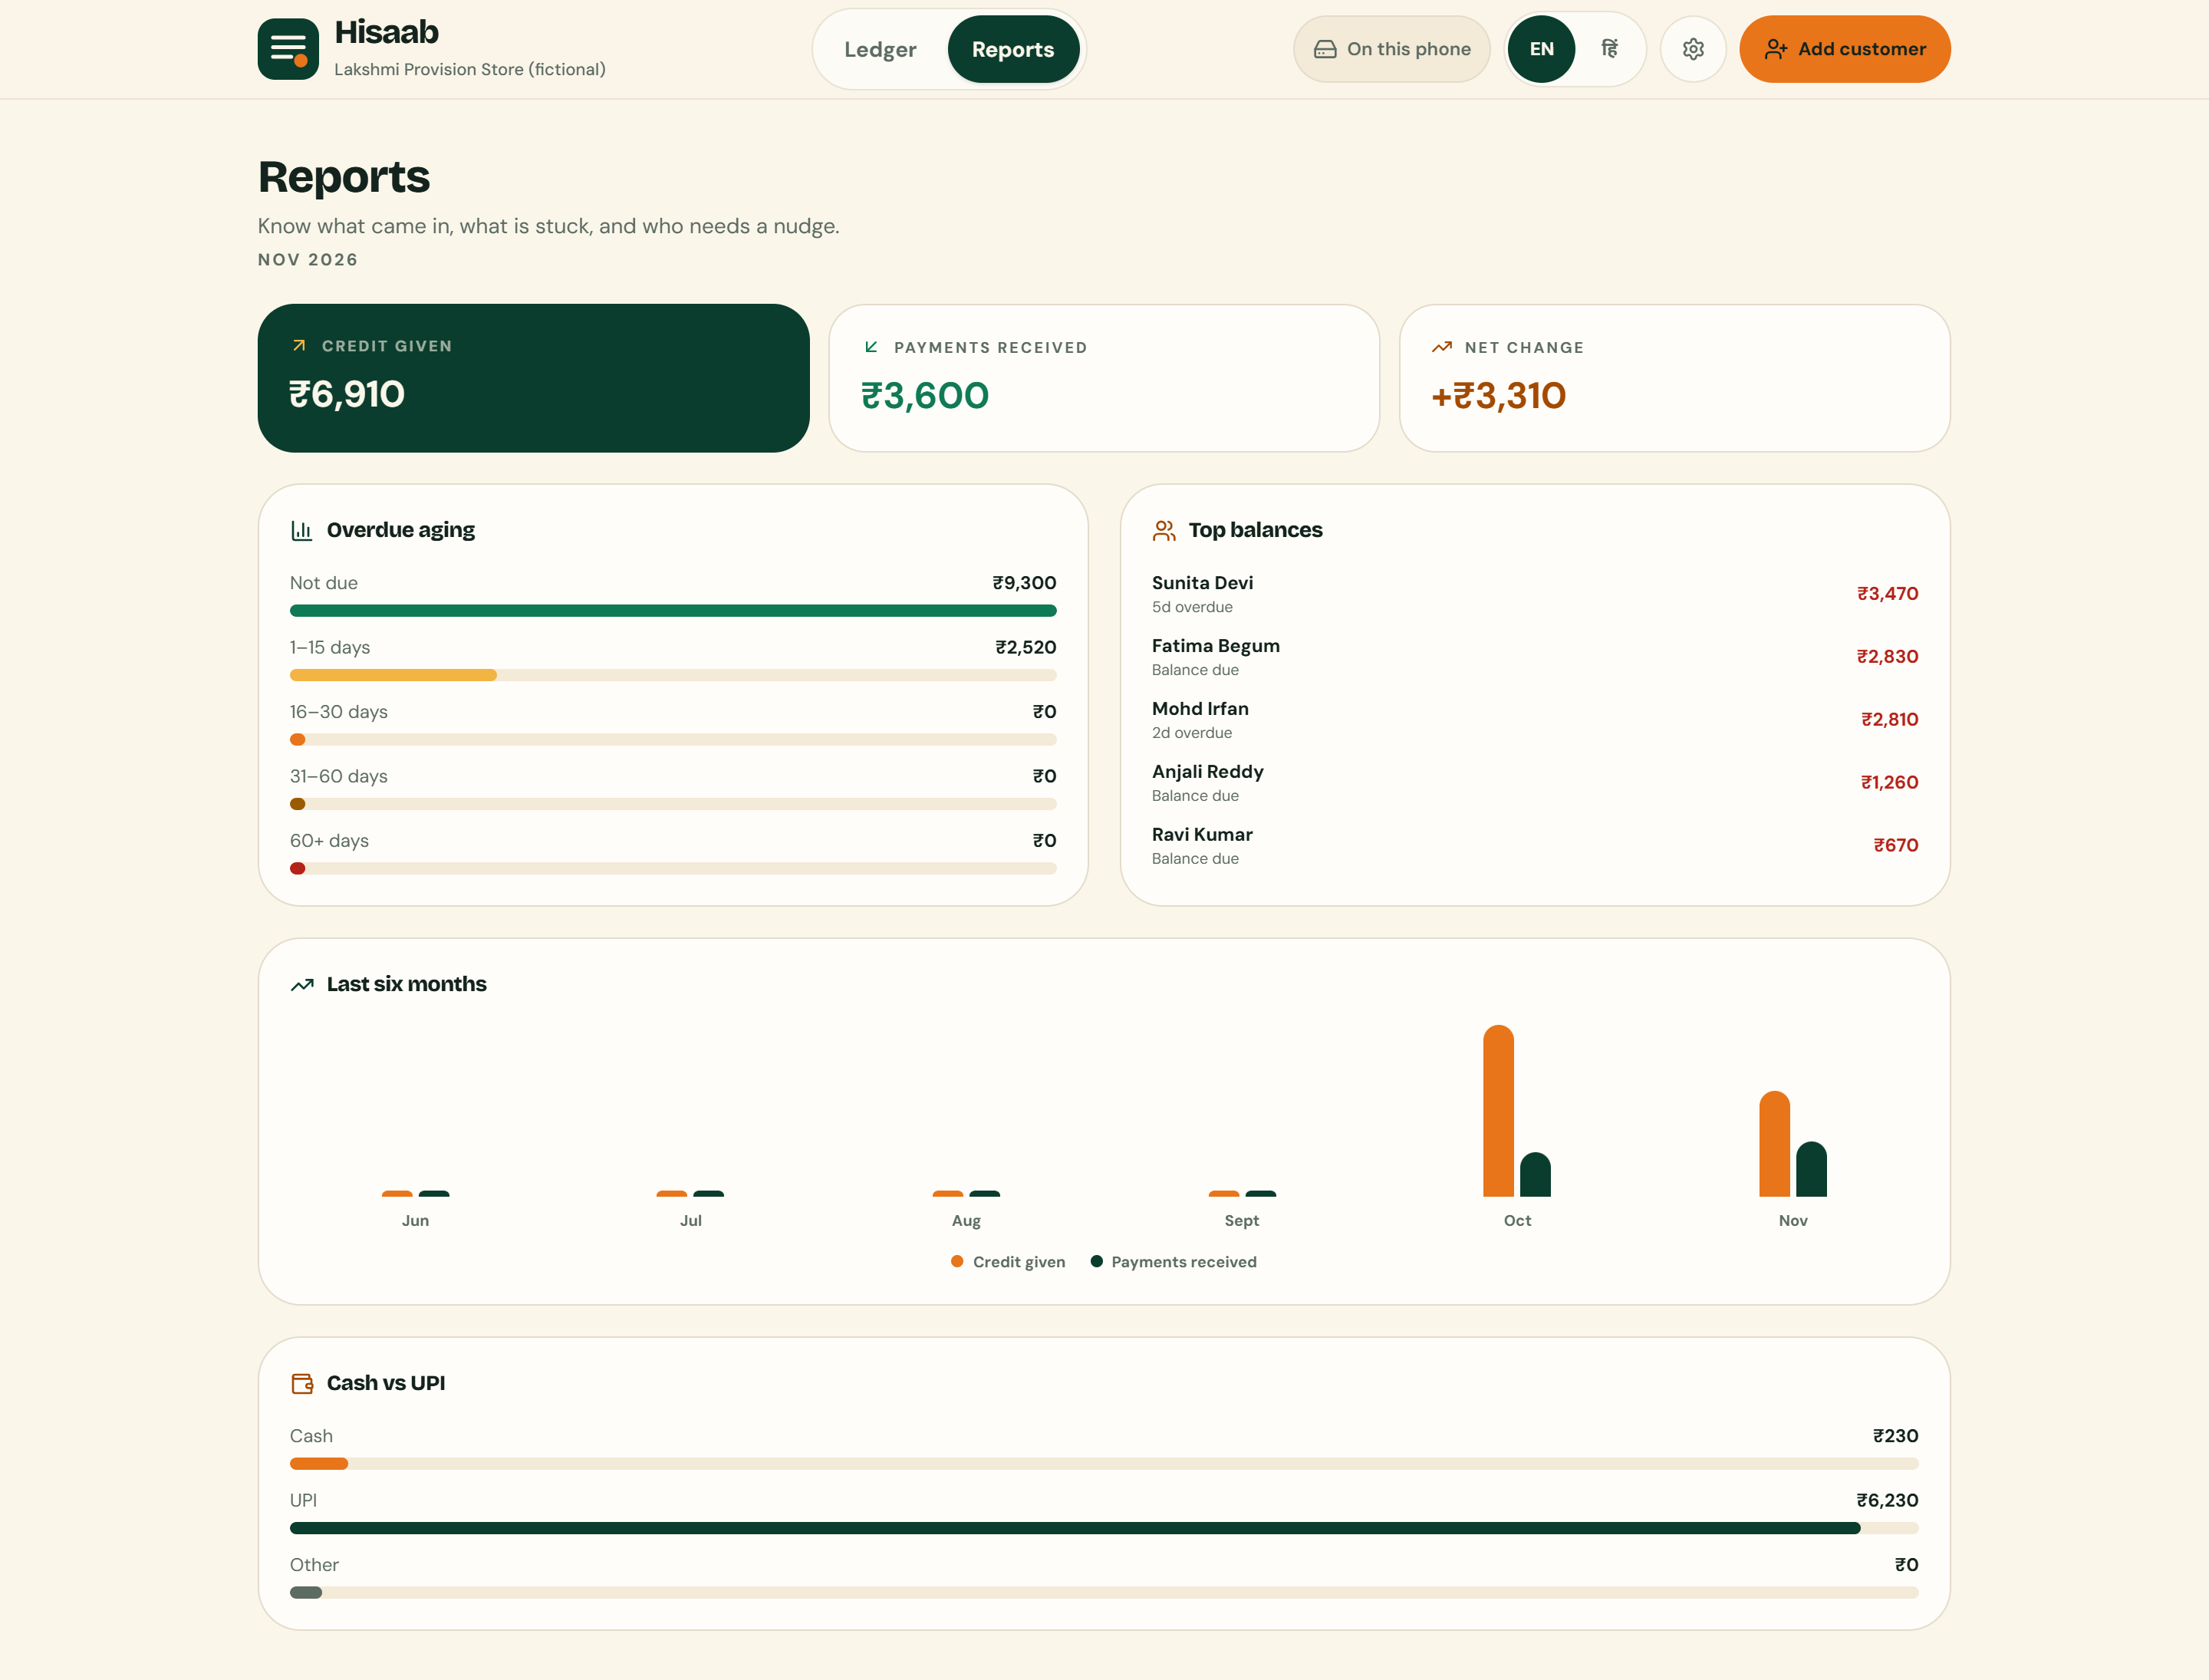 Hisaab
Lakshmi Provision Store (fictional)
Ledger
Reports
On this phone
EN
हिं
Add customer
Reports
Know what came in, what is stuck, and who needs a nudge.
NOV 2026
CREDIT GIVEN
₹6,910
PAYMENTS RECEIVED
₹3,600
NET CHANGE
+₹3,310
Overdue aging
Not due ₹9,300
1–15 days ₹2,520
16–30 days ₹0
31–60 days ₹0
60+ days ₹0
Top balances
Sunita Devi
5d overdue
₹3,470
Fatima Begum
Balance due
₹2,830
Mohd Irfan
2d overdue
₹2,810
Anjali Reddy
Balance due
₹1,260
Ravi Kumar
Balance due
₹670
Last six months
Jun Jul Aug Sept Oct Nov
Credit given Payments received
Cash vs UPI
Cash ₹230
UPI ₹6,230
Other ₹0